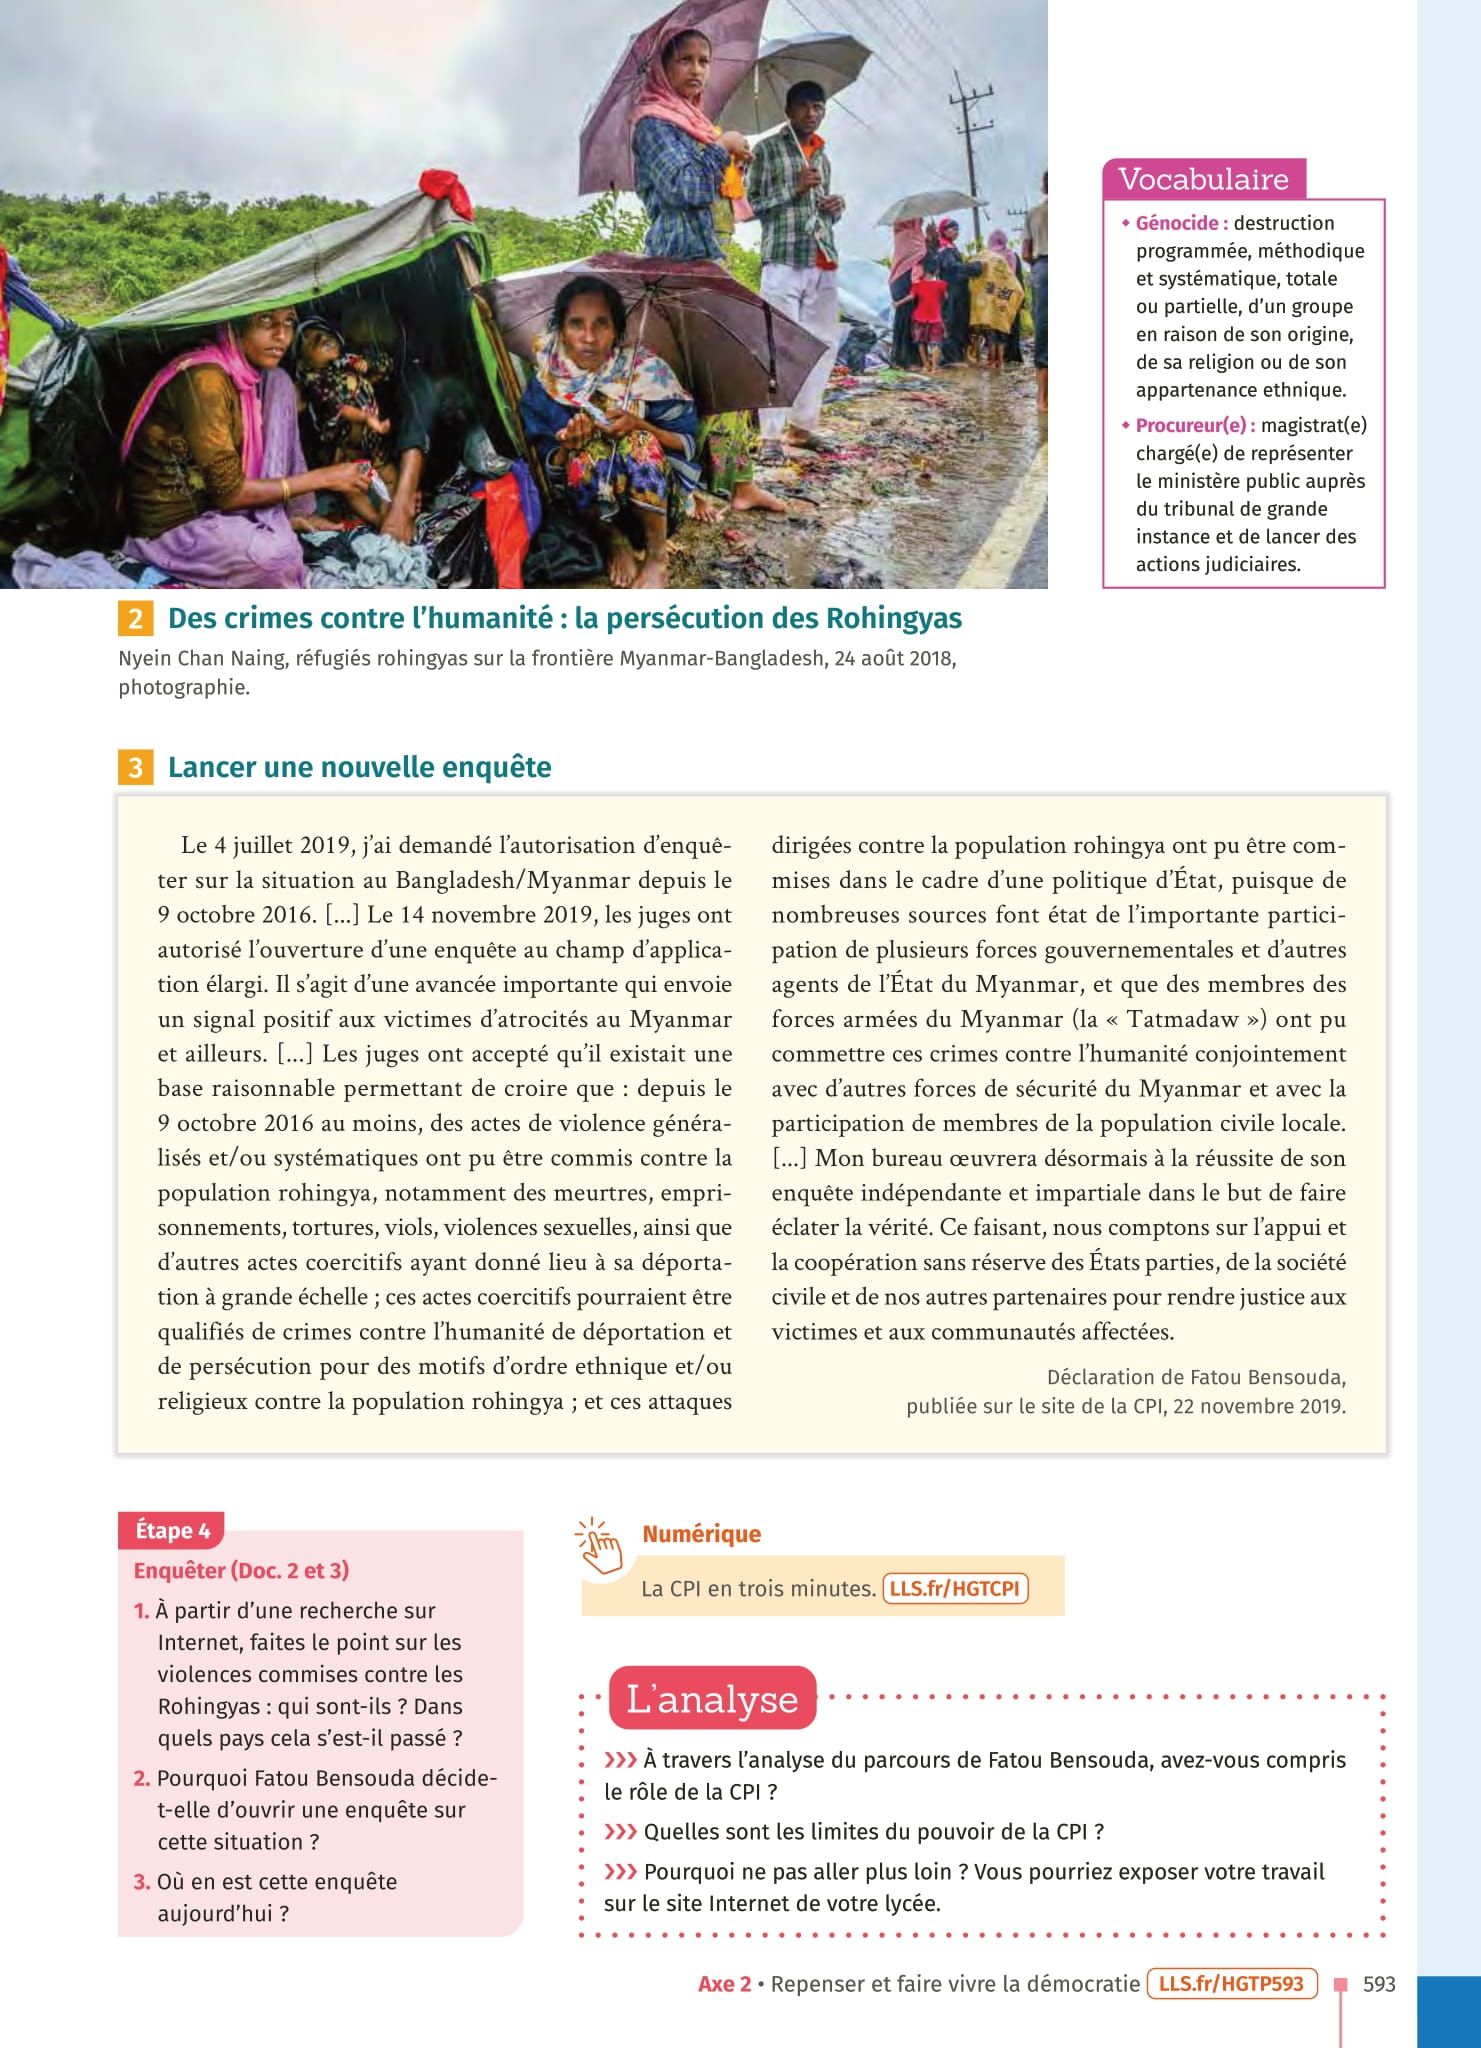 Vocabulaire
• Génocide : destruction
programmée, méthodique
et systématique, totale
ou partielle, d’un groupe
en raison de son origine,
de sa religion ou de son
appartenance ethnique.
• Procureur(e) : magistrat(e)
chargé(e) de représenter
le ministère public auprès
du tribunal de grande
instance et de lancer des
actions judiciaires.
2 Des crimes contre l’humanité : la persécution des Rohingyas
Nyein Chan Naing, réfugiés rohingyas sur la frontière Myanmar-Bangladesh, 24 août 2018,
photographie.
3 Lancer une nouvelle enquête
Le 4 juillet 2019, j’ai demandé l’autorisation d’enquê-
ter sur la situation au Bangladesh/Myanmar depuis le
9 octobre 2016. [...] Le 14 novembre 2019, les juges ont
autorisé l’ouverture d’une enquête au champ d’applica-
tion élargi. Il s’agit d’une avancée importante qui envoie
un signal positif aux victimes d’atrocités au Myanmar
et ailleurs. [...] Les juges ont accepté qu’il existait une
base raisonnable permettant de croire que : depuis le
9 octobre 2016 au moins, des actes de violence généra-
lisés et/ou systématiques ont pu être commis contre la
population rohingya, notamment des meurtres, empri-
sonnements, tortures, viols, violences sexuelles, ainsi que
d’autres actes coercitifs ayant donné lieu à sa déporta-
tion à grande échelle ; ces actes coercitifs pourraient être
qualifiés de crimes contre l’humanité de déportation et
de persécution pour des motifs d’ordre ethnique et/ou
religieux contre la population rohingya ; et ces attaques
dirigées contre la population rohingya ont pu être com-
mises dans le cadre d’une politique d’État, puisque de
nombreuses sources font état de l’importante partici-
pation de plusieurs forces gouvernementales et d’autres
agents de l’État du Myanmar, et que des membres des
forces armées du Myanmar (la « Tatmadaw ») ont pu
commettre ces crimes contre l’humanité conjointement
avec d’autres forces de sécurité du Myanmar et avec la
participation de membres de la population civile locale.
[...] Mon bureau œuvrera désormais à la réussite de son
enquête indépendante et impartiale dans le but de faire
éclater la vérité. Ce faisant, nous comptons sur l’appui et
la coopération sans réserve des États parties, de la société
civile et de nos autres partenaires pour rendre justice aux
victimes et aux communautés affectées.
Déclaration de Fatou Bensouda,
publiée sur le site de la CPI, 22 novembre 2019.
Étape 4
Enquêter (Doc. 2 et 3)
1. À partir d’une recherche sur
Internet, faites le point sur les
violences commises contre les
Rohingyas : qui sont-ils ? Dans
quels pays cela s’est-il passé ?
2. Pourquoi Fatou Bensouda décide-
t-elle d’ouvrir une enquête sur
cette situation ?
3. Où en est cette enquête
aujourd’hui ?
Numérique
La CPI en trois minutes. LLS.fr/HGTCPI
L’analyse
❯❯❯ À travers l’analyse du parcours de Fatou Bensouda, avez-vous compris
le rôle de la CPI ?
❯❯❯ Quelles sont les limites du pouvoir de la CPI ?
❯❯❯ Pourquoi ne pas aller plus loin ? Vous pourriez exposer votre travail
sur le site Internet de votre lycée.
Axe 2 • Repenser et faire vivre la démocratie LLS.fr/HGTP593 593